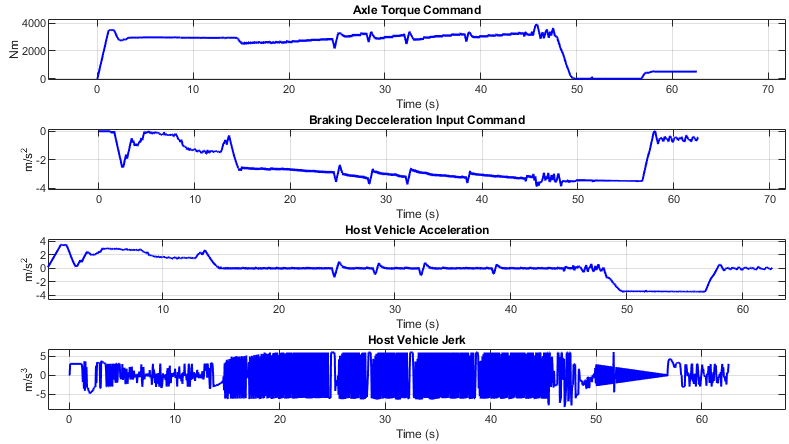 Axle Torque Command
4000
2000
0
Nm
0 10 20 30 40 50 60 70
Time (s)
Braking Decceleration Input Command
0
-2
-4
m/s²
0 10 20 30 40 50 60 70
Time (s)
Host Vehicle Acceleration
4
2
0
-2
-4
m/s²
10 20 30 40 50 60
Time (s)
Host Vehicle Jerk
5
0
-5
m/s³
0 10 20 30 40 50 60
Time (s)